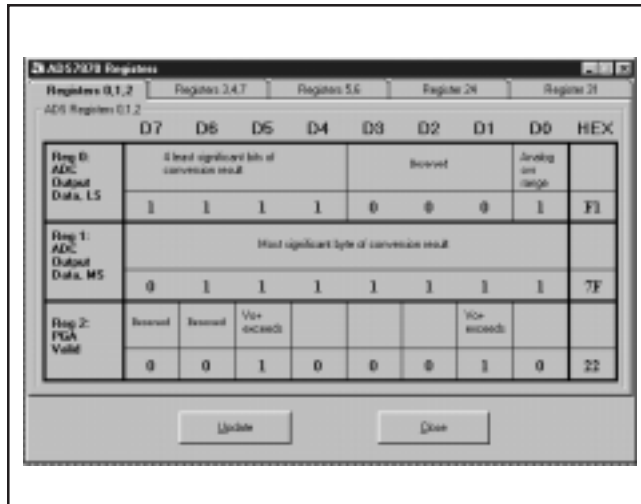 ADS7870 Registers
Registers 0,1,2 Registers 3,4,7 Registers 5,6 Register 24 Register 31
ADS Registers 0,1,2
D7 D6 D5 D4 D3 D2 D1 D0 HEX
Reg 0:
ADC
Output
Data, LS
4 least significant bits of
conversion result
Reserved
Analog
range
1 1 1 1 0 0 0 1 F1
Reg 1:
ADC
Output
Data, MS
Most significant byte of conversion result
0 1 1 1 1 1 1 1 7F
Reg 2:
PGA
Valid
Reserved Reserved
exceeds
exceeds
0 0 1 0 0 0 1 0 22
Update Close